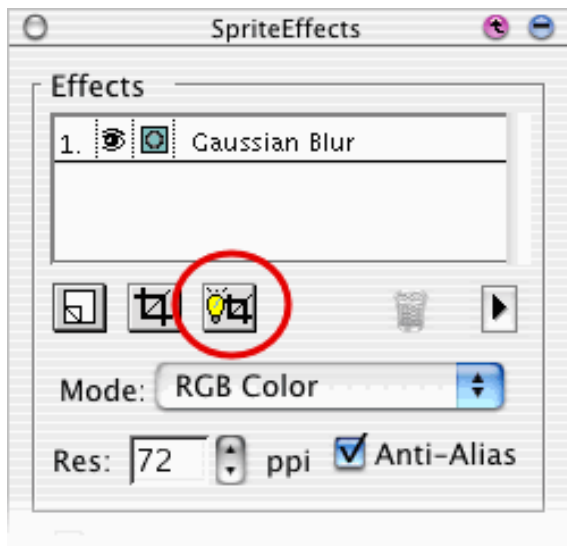 SpriteEffects
Effects
1. Gaussian Blur
Mode: RGB Color
Res: 72 ppi Anti-Alias